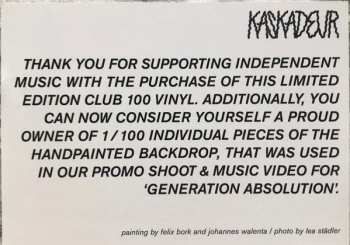 KASKADEUR
THANK YOU FOR SUPPORTING INDEPENDENT
MUSIC WITH THE PURCHASE OF THIS LIMITED
EDITION CLUB 100 VINYL. ADDITIONALLY, YOU
CAN NOW CONSIDER YOURSELF A PROUD
OWNER OF 1/100 INDIVIDUAL PIECES OF THE
HANDPAINTED BACKDROP, THAT WAS USED
IN OUR PROMO SHOOT & MUSIC VIDEO FOR
'GENERATION ABSOLUTION'.
painting by felix bork and johannes walenta / photo by lea städler